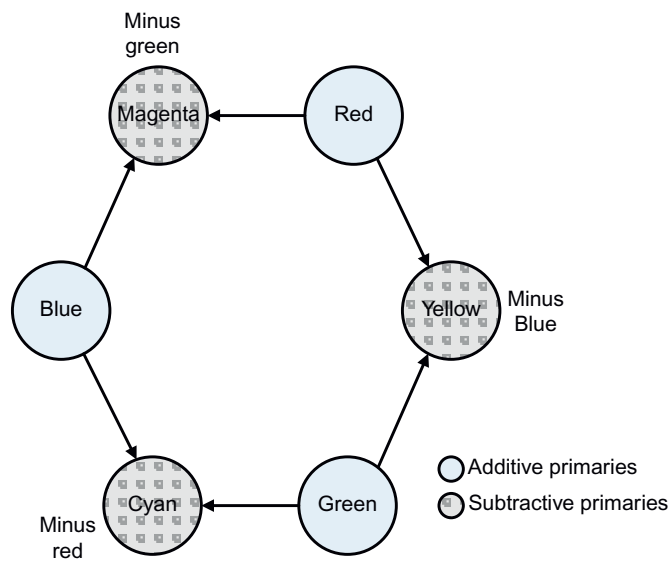 Minus
green
Magenta
Red
Blue
Yellow
Minus
Blue
Cyan
Green
Minus
red
Additive primaries
Subtractive primaries